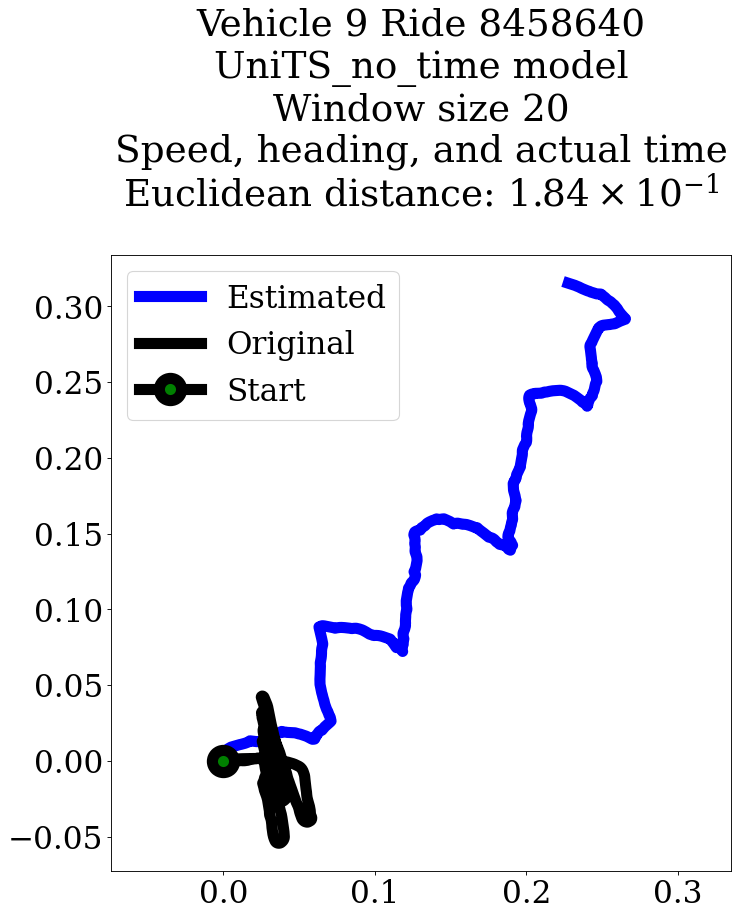 Vehicle 9 Ride 8458640
UniTS_no_time model
Window size 20
Speed, heading, and actual time
Euclidean distance: 1.84 × 10⁻¹
Estimated
Original
Start
0.30
0.25
0.20
0.15
0.10
0.05
0.00
−0.05
0.0 0.1 0.2 0.3